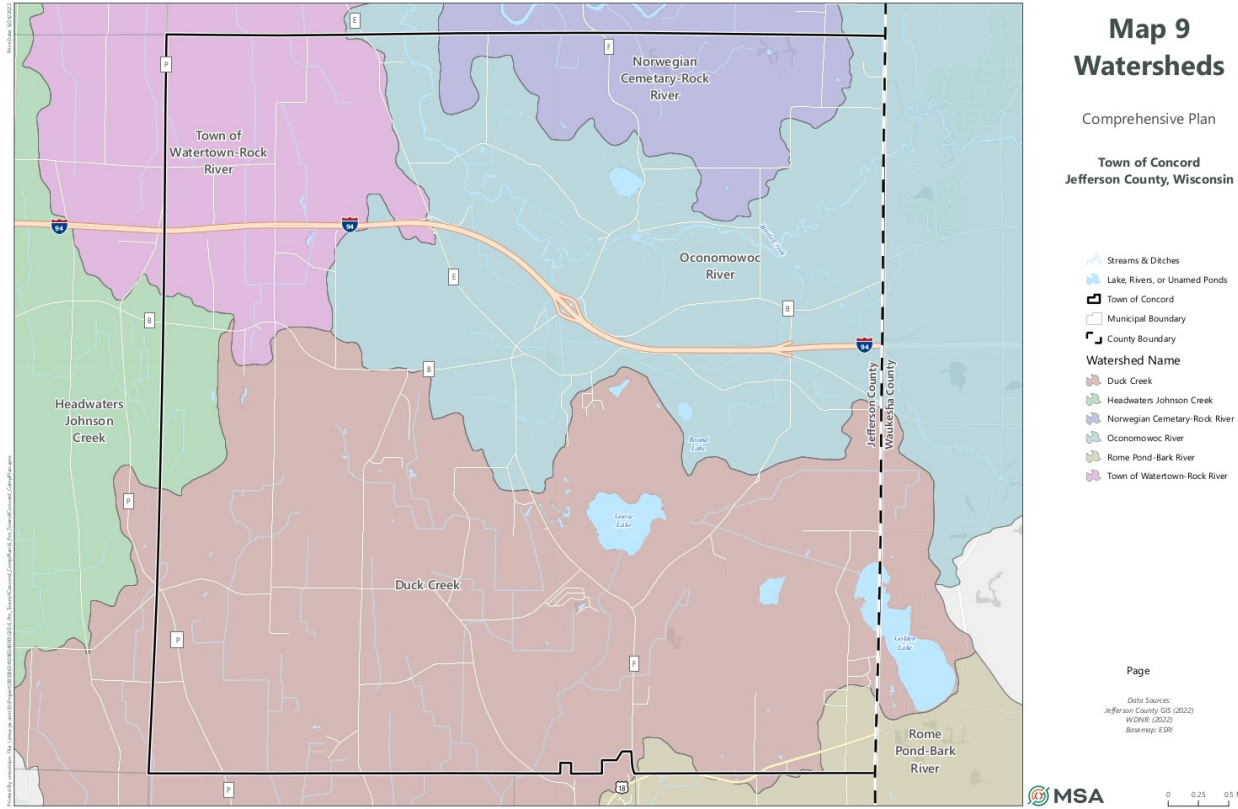 Map 9
Watersheds
Comprehensive Plan
Town of Concord
Jefferson County, Wisconsin
Streams & Ditches
Lake, Rivers, or Unamed Ponds
Town of Concord
Municipal Boundary
County Boundary
Watershed Name
Duck Creek
Headwaters Johnson Creek
Norwegian Cemetary-Rock River
Oconomowoc River
Rome Pond-Bark River
Town of Watertown-Rock River
Page
Data Sources:
Jefferson County GIS (2022)
WDNR: (2022)
Basemap: ESRI
MSA
0 0.25 0.5
E
F
P
Norwegian
Cemetary-Rock
River
Town of
Watertown-Rock
River
94
94
E
Oconomowoc
River
B
B
94
B
Jefferson County
Waukesha County
Headwaters
Johnson
Creek
Round
Lake
P
Goose
Lake
Duck Creek
P
Golden
Lake
F
Rome
Pond-Bark
River
P
18